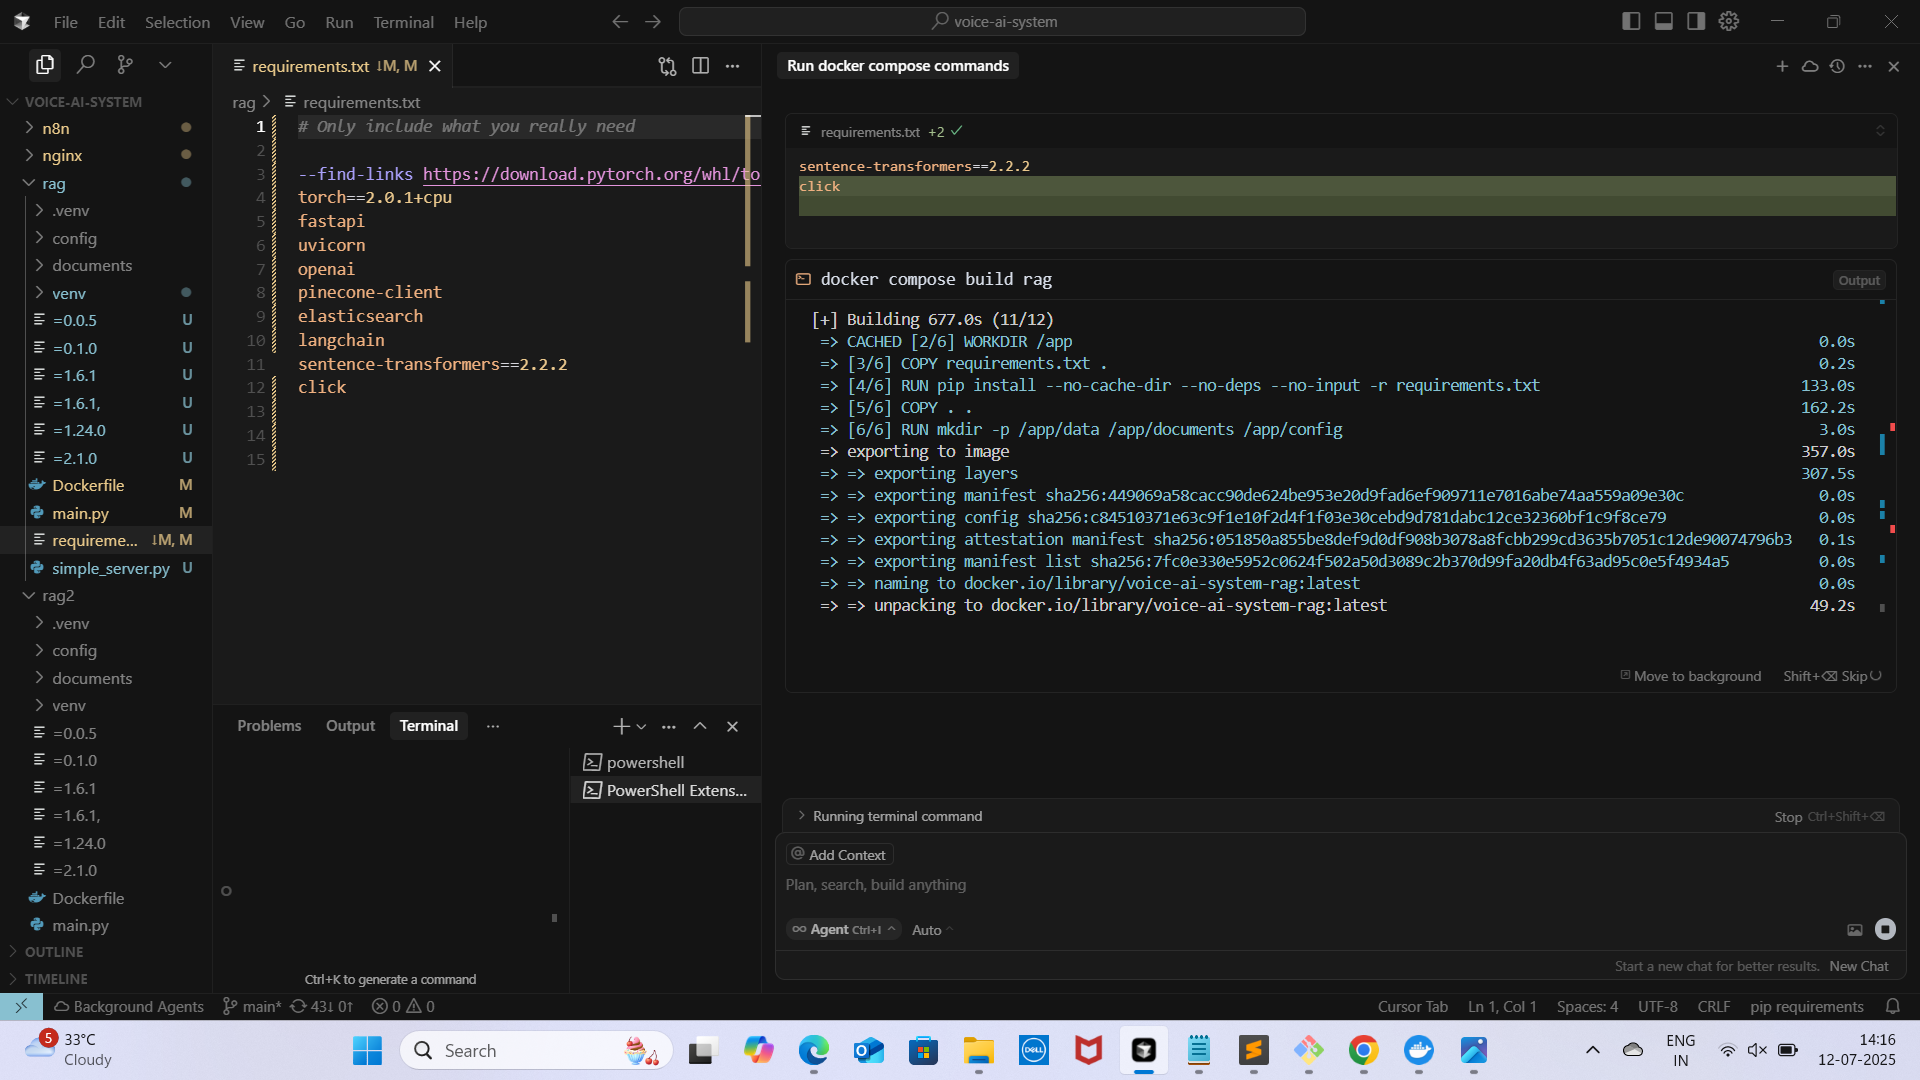 File Edit Selection View Go Run Terminal Help
voice-ai-system
VOICE-AI-SYSTEM
n8n
nginx
rag
.venv
config
documents
venv
=0.0.5 U
=0.1.0 U
=1.6.1 U
=1.6.1, U
=1.24.0 U
=2.1.0 U
Dockerfile M
main.py M
requireme... ↓M, M
simple_server.py U
rag2
.venv
config
documents
venv
=0.0.5
=0.1.0
=1.6.1
=1.6.1,
=1.24.0
=2.1.0
Dockerfile
main.py
OUTLINE
TIMELINE
requirements.txt ↓M, M
rag > requirements.txt
1 # Only include what you really need
2
3 --find-links https://download.pytorch.org/whl/to
4 torch==2.0.1+cpu
5 fastapi
6 uvicorn
7 openai
8 pinecone-client
9 elasticsearch
10 langchain
11 sentence-transformers==2.2.2
12 click
13
14
15
Problems Output Terminal ...
powershell
PowerShell Extens...
Ctrl+K to generate a command
Run docker compose commands
requirements.txt +2
sentence-transformers==2.2.2
click
docker compose build rag Output
[+] Building 677.0s (11/12)
=> CACHED [2/6] WORKDIR /app 0.0s
=> [3/6] COPY requirements.txt . 0.2s
=> [4/6] RUN pip install --no-cache-dir --no-deps --no-input -r requirements.txt 133.0s
=> [5/6] COPY . . 162.2s
=> [6/6] RUN mkdir -p /app/data /app/documents /app/config 3.0s
=> exporting to image 357.0s
=> => exporting layers 307.5s
=> => exporting manifest sha256:449069a58cacc90de624be953e20d9fad6ef909711e7016abe74aa559a09e30c 0.0s
=> => exporting config sha256:c84510371e63c9f1e10f2d4f1f03e30cebd9d781dabc12ce32360bf1c9f8ce79 0.0s
=> => exporting attestation manifest sha256:051850a855be8def9d0df908b3078a8fcbb299cd3635b7051c12de90074796b3 0.1s
=> => exporting manifest list sha256:7fc0e330e5952c0624f502a50d3089c2b370d99fa20db4f63ad95c0e5f4934a5 0.0s
=> => naming to docker.io/library/voice-ai-system-rag:latest 0.0s
=> => unpacking to docker.io/library/voice-ai-system-rag:latest 49.2s
Move to background Shift+⌫ Skip
Running terminal command Stop Ctrl+Shift+⌫
@ Add Context
Plan, search, build anything
∞ Agent Ctrl+I Auto
Start a new chat for better results. New Chat
Background Agents main* 43↓ 0↑ 0 0 Cursor Tab Ln 1, Col 1 Spaces: 4 UTF-8 CRLF pip requirements
5 33°C
Cloudy
Search
DELL
ENG
IN
14:16
12-07-2025